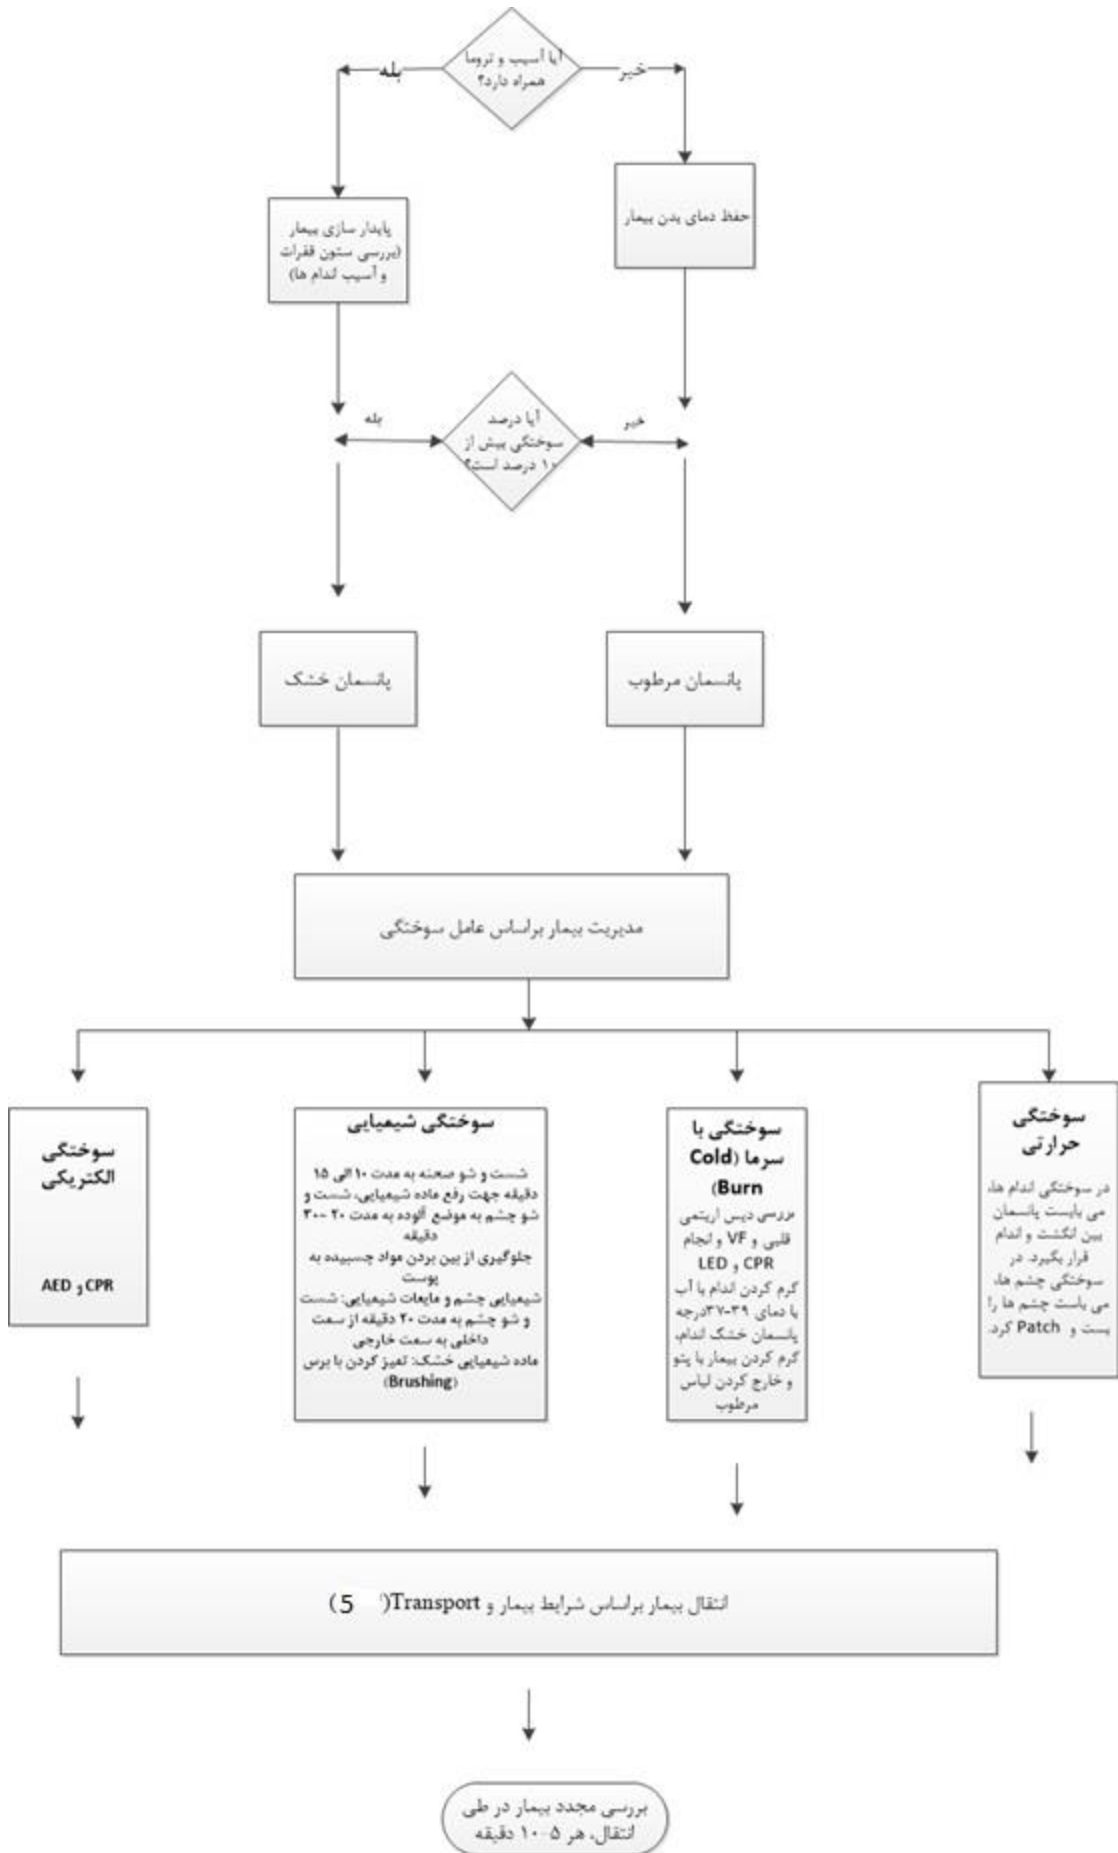 آیا آسیب و تروما
همراه دارد؟
بله
خیر
حفظ دمای بدن بیمار
پایدار سازی بیمار
(بررسی ستون فقرات
و آسیب اندام ها)
آیا درصد
سوختگی بیش از
۱۰ درصد است؟
بله
خیر
پانسمان خشک
پانسمان مرطوب
مدیریت بیمار براساس عامل سوختگی
سوختگی
حرارتی
در سوختگی اندام ها،
می بایست پانسمان
بین انگشت و اندام
قرار بگیرد. در
سوختگی چشم ها،
می باست چشم ها را
بست و Patch کرد.
سوختگی با
سرما (Cold
Burn)
بررسی دیس اریتمی
قلبی و VF و انجام
CPR و LED
گرم کردن اندام با آب
با دمای ۳۹-۳۷درجه
پانسمان خشک اندام،
گرم کردن بیمار با پتو
و خارج کردن لباس
مرطوب
سوختگی شیمیایی
شست و شو صحنه به مدت ۱۰ الی ۱۵
دقیقه جهت رفع ماده شیمیایی، شست و
شو چشم به موضع آلوده به مدت ۲۰ -۳۰
دقیقه
جلوگیری از بین بردن مواد چسبیده به
پوست
شیمیایی چشم و مایعات شیمیایی: شست
و شو چشم به مدت ۲۰ دقیقه از سمت
داخلی به سمت خارجی
ماده شیمیایی خشک: تمیز کردن با برس
(Brushing)
سوختگی
الکتریکی
CPR و AED
انتقال بیمار براساس شرایط بیمار و Transport( 5 )
بررسی مجدد بیمار در طی
انتقال، هر ۵-۱۰ دقیقه